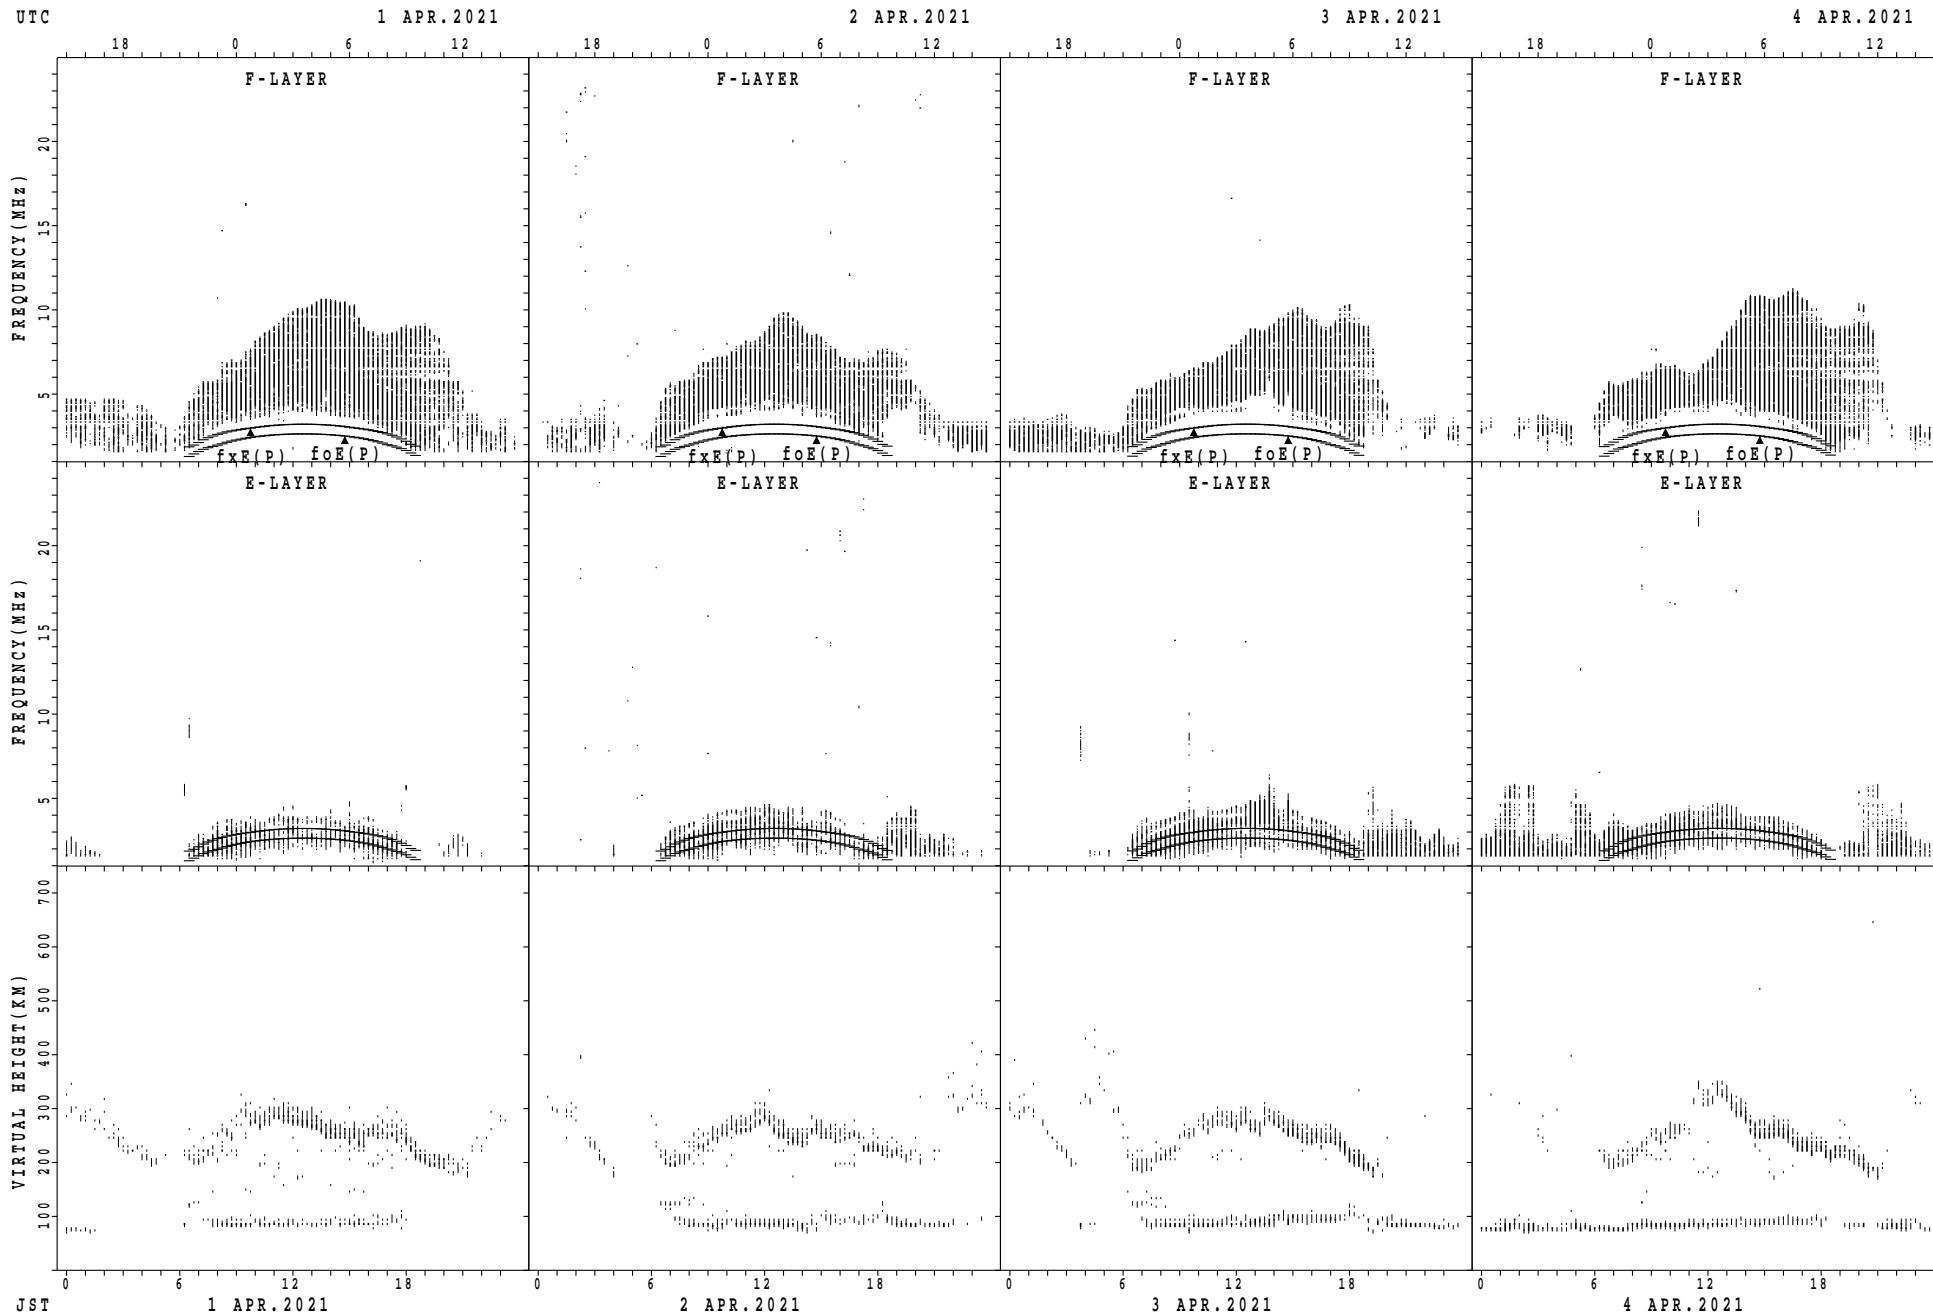 UTC 1 APR.2021 2 APR.2021 3 APR.2021 4 APR.2021
18 0 6 12 18 0 6 12 18 0 6 12 18 0 6 12
F-LAYER F-LAYER F-LAYER F-LAYER
FREQUENCY(MHz)
20
15
10
5
fxE(P) foE(P) fxE(P) foE(P) fxE(P) foE(P) fxE(P) foE(P)
E-LAYER E-LAYER E-LAYER E-LAYER
FREQUENCY(MHz)
20
15
10
5
VIRTUAL HEIGHT(KM)
700
600
500
400
300
200
100
0 6 12 18 0 6 12 18 0 6 12 18 0 6 12 18
JST 1 APR.2021 2 APR.2021 3 APR.2021 4 APR.2021